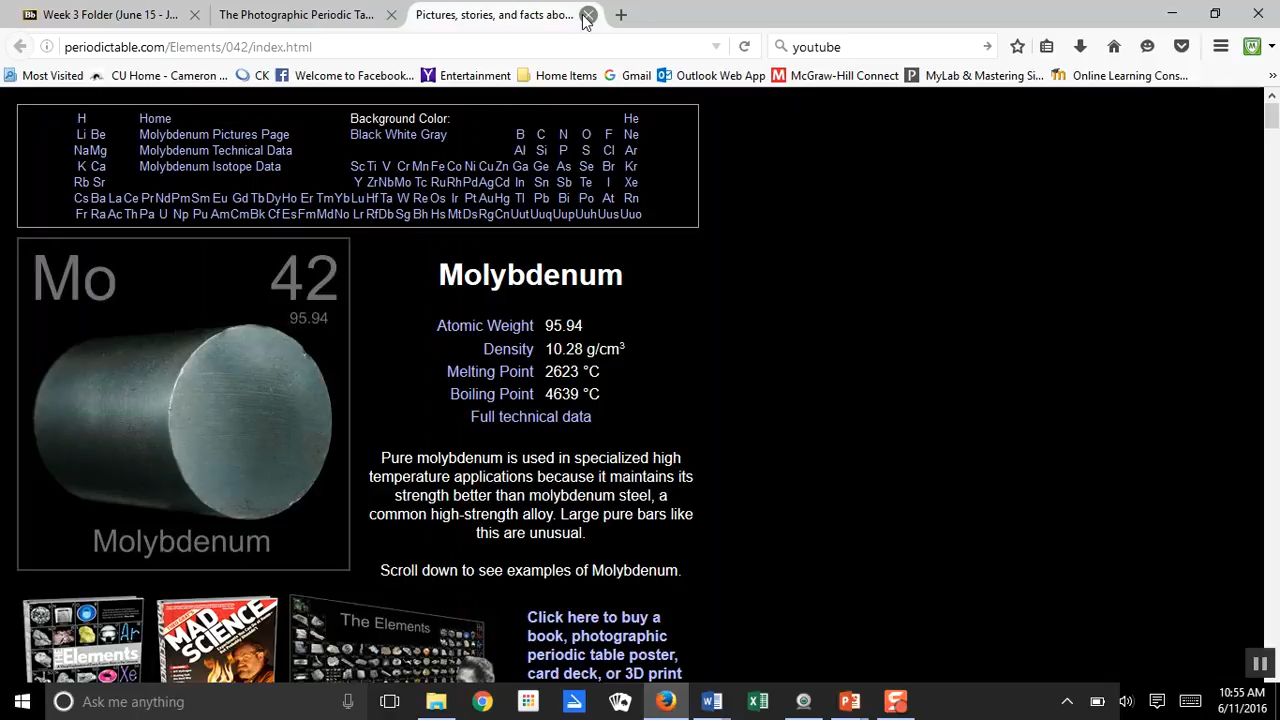 Week 3 Folder (June 15 - J...
The Photographic Periodic Ta...
Pictures, stories, and facts abo...
periodictable.com/Elements/042/index.html
youtube
Most Visited
CU Home - Cameron ...
CK
Welcome to Facebook...
Entertainment
Home Items
Gmail
Outlook Web App
McGraw-Hill Connect
MyLab & Mastering Si...
Online Learning Cons...
H Home Background Color: He
Li Be Molybdenum Pictures Page Black White Gray B C N O F Ne
Na Mg Molybdenum Technical Data Al Si P S Cl Ar
K Ca Molybdenum Isotope Data Sc Ti V Cr Mn Fe Co Ni Cu Zn Ga Ge As Se Br Kr
Rb Sr Y Zr Nb Mo Tc Ru Rh Pd Ag Cd In Sn Sb Te I Xe
Cs Ba La Ce Pr Nd Pm Sm Eu Gd Tb Dy Ho Er Tm Yb Lu Hf Ta W Re Os Ir Pt Au Hg Tl Pb Bi Po At Rn
Fr Ra Ac Th Pa U Np Pu Am Cm Bk Cf Es Fm Md No Lr Rf Db Sg Bh Hs Mt Ds Rg Cn Uut Uuq Uup Uuh Uus Uuo
Mo 42
95.94
Molybdenum
Molybdenum
Atomic Weight 95.94
Density 10.28 g/cm³
Melting Point 2623 °C
Boiling Point 4639 °C
Full technical data
Pure molybdenum is used in specialized high
temperature applications because it maintains its
strength better than molybdenum steel, a
common high-strength alloy. Large pure bars like
this are unusual.
Scroll down to see examples of Molybdenum.
The Elements
MAD
SCIENCE
The Elements
Click here to buy a
book, photographic
periodic table poster,
card deck, or 3D print
Ask me anything
10:55 AM
6/11/2016